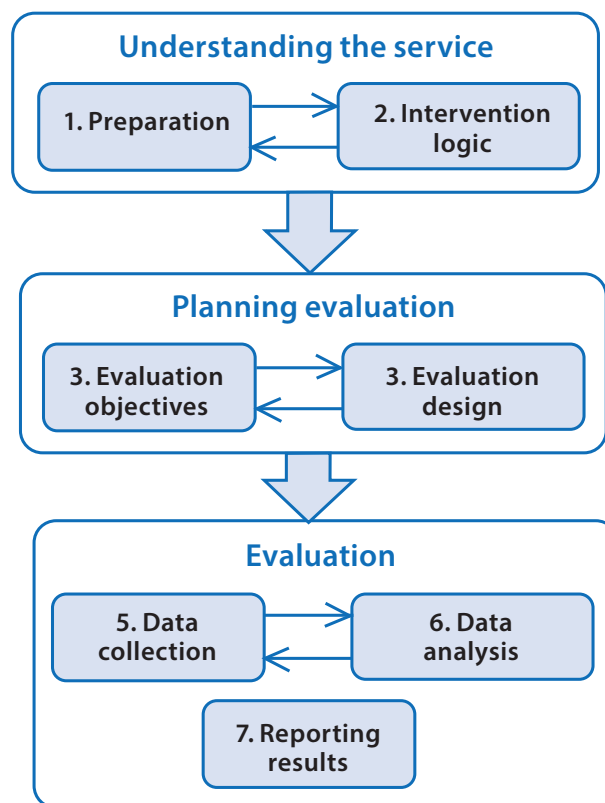 Understanding the service
1. Preparation
2. Intervention
logic
Planning evaluation
3. Evaluation
objectives
3. Evaluation
design
Evaluation
5. Data
collection
6. Data
analysis
7. Reporting
results